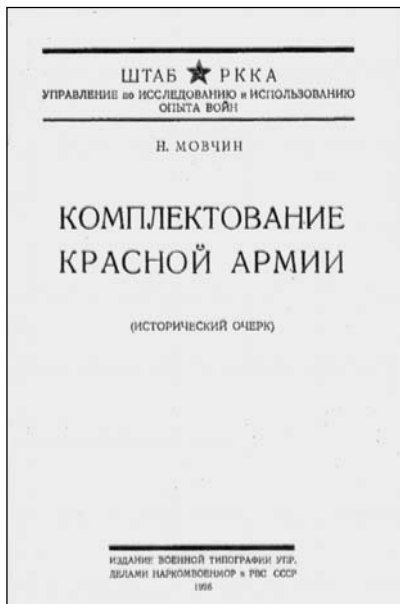 ШТАБ ★ РККА
УПРАВЛЕНИЕ по ИССЛЕДОВАНИЮ и ИСПОЛЬЗОВАНИЮ
ОПЫТА ВОЙН
Н. МОВЧИН
КОМПЛЕКТОВАНИЕ
КРАСНОЙ АРМИИ
(ИСТОРИЧЕСКИЙ ОЧЕРК)
ИЗДАНИЕ ВОЕННОЙ ТИПОГРАФИИ УПР.
ДЕЛАМИ НАРКОМВОЕНМОР и РВС СССР
1926